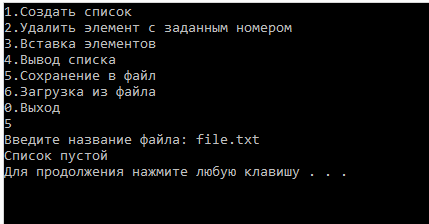 1.Создать список
2.Удалить элемент с заданным номером
3.Вставка элементов
4.Вывод списка
5.Сохранение в файл
6.Загрузка из файла
0.Выход
5
Введите название файла: file.txt
Список пустой
Для продолжения нажмите любую клавишу . . .